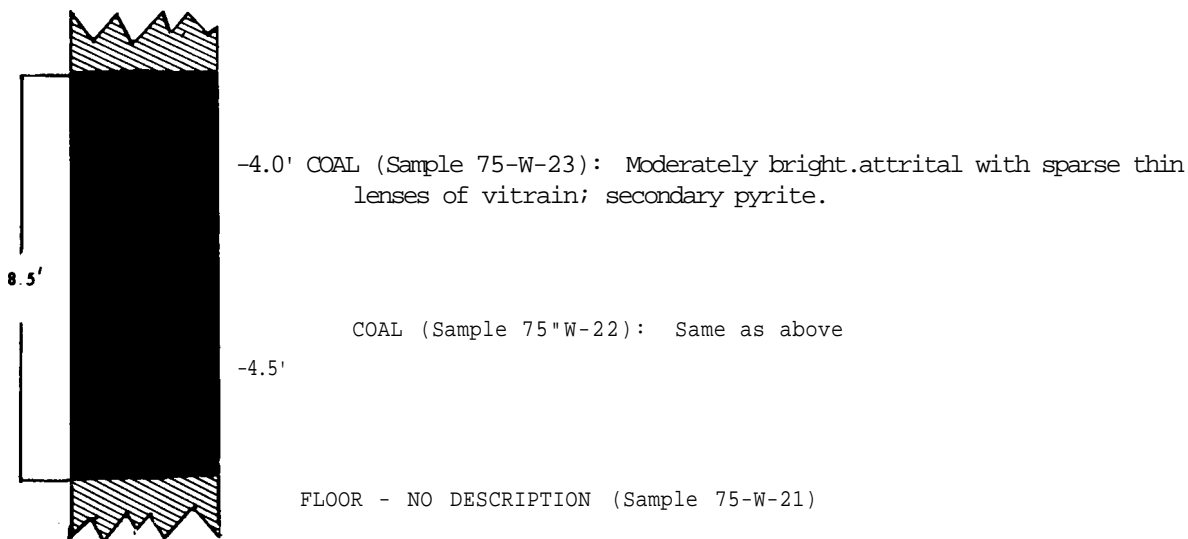 -4.0' COAL (Sample 75-W-23): Moderately bright.attrital with sparse thin
lenses of vitrain; secondary pyrite.
8.5'
COAL (Sample 75"W-22): Same as above
-4.5'
FLOOR - NO DESCRIPTION (Sample 75-W-21)